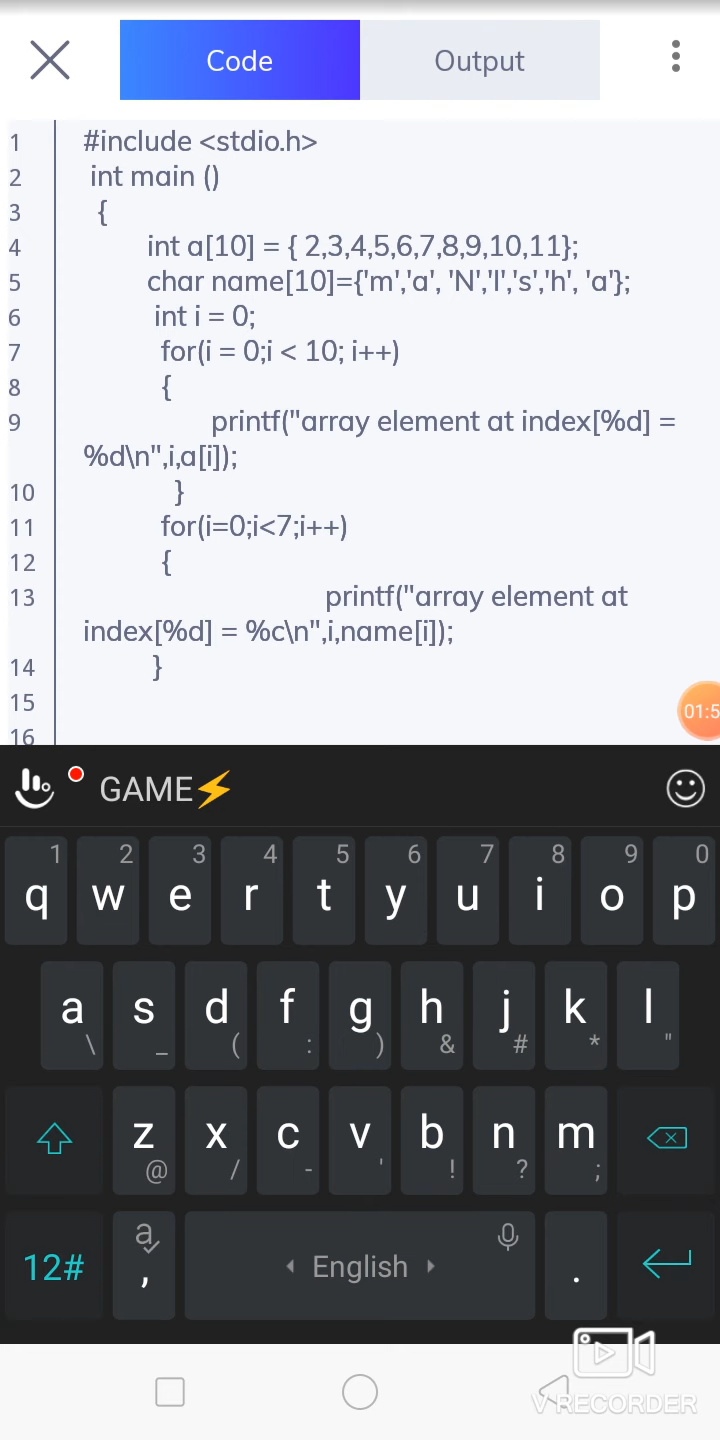 Code Output
1 #include <stdio.h>
2 int main ()
3 {
4 int a[10] = { 2,3,4,5,6,7,8,9,10,11};
5 char name[10]={'m','a', 'N','I','s','h', 'a'};
6 int i = 0;
7 for(i = 0;i < 10; i++)
8 {
9 printf("array element at index[%d] =
%d\n",i,a[i]);
10 }
11 for(i=0;i<7;i++)
12 {
13 printf("array element at
index[%d] = %c\n",i,name[i]);
14 }
15
16
01:5
GAME⚡
1 2 3 4 5 6 7 8 9 0
q w e r t y u i o p
a s d f g h j k l
\ _ ( : ) & # * "
z x c v b n m
@ / - ' ! ? ;
12# a , English .
V RECORDER